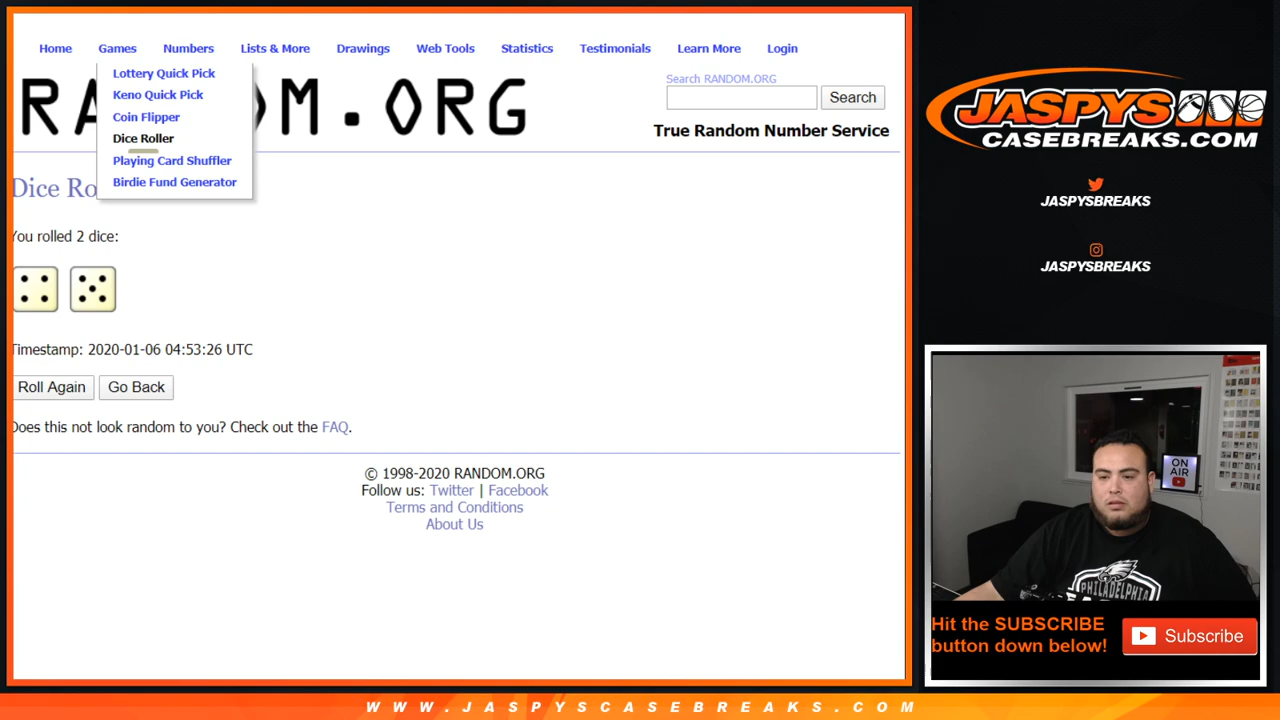 Home Games Numbers Lists & More Drawings Web Tools Statistics Testimonials Learn More Login
Lottery Quick Pick
Keno Quick Pick
Coin Flipper
Dice Roller
Playing Card Shuffler
Birdie Fund Generator
Search RANDOM.ORG
Search
True Random Number Service
Dice Ro
You rolled 2 dice:
Timestamp: 2020-01-06 04:53:26 UTC
Roll Again Go Back
Does this not look random to you? Check out the FAQ.
© 1998-2020 RANDOM.ORG
Follow us: Twitter | Facebook
Terms and Conditions
About Us
JASPYS
CASEBREAKS.COM
JASPYSBREAKS
JASPYSBREAKS
ON
AIR
PHILADELPHIA
Hit the SUBSCRIBE
button down below!
Subscribe
WWW.JASPYSCASEBREAKS.COM